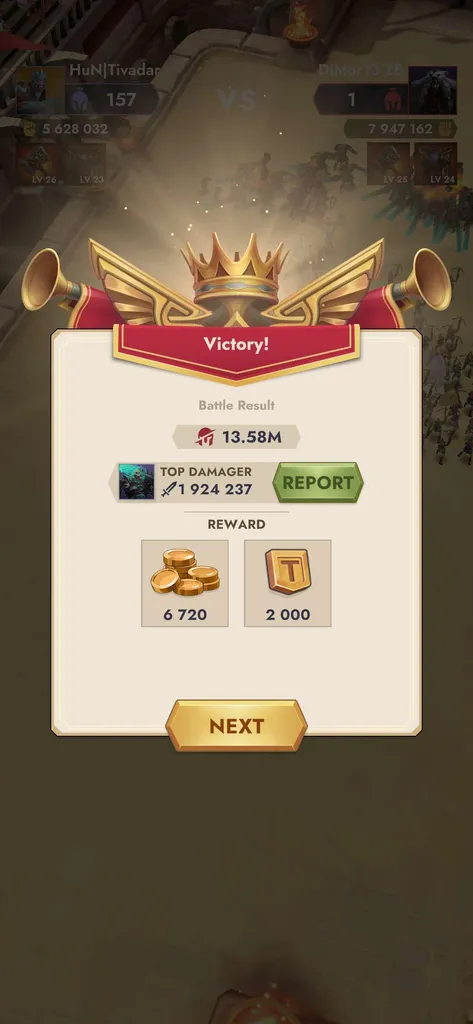 HuN|Tivadar
157
VS
1
5 628 032
7 947 162
LV 26
LV 23
LV 25
LV 24
Victory!
Battle Result
13.58M
TOP DAMAGER
1 924 237
REPORT
REWARD
T
6 720
2 000
NEXT